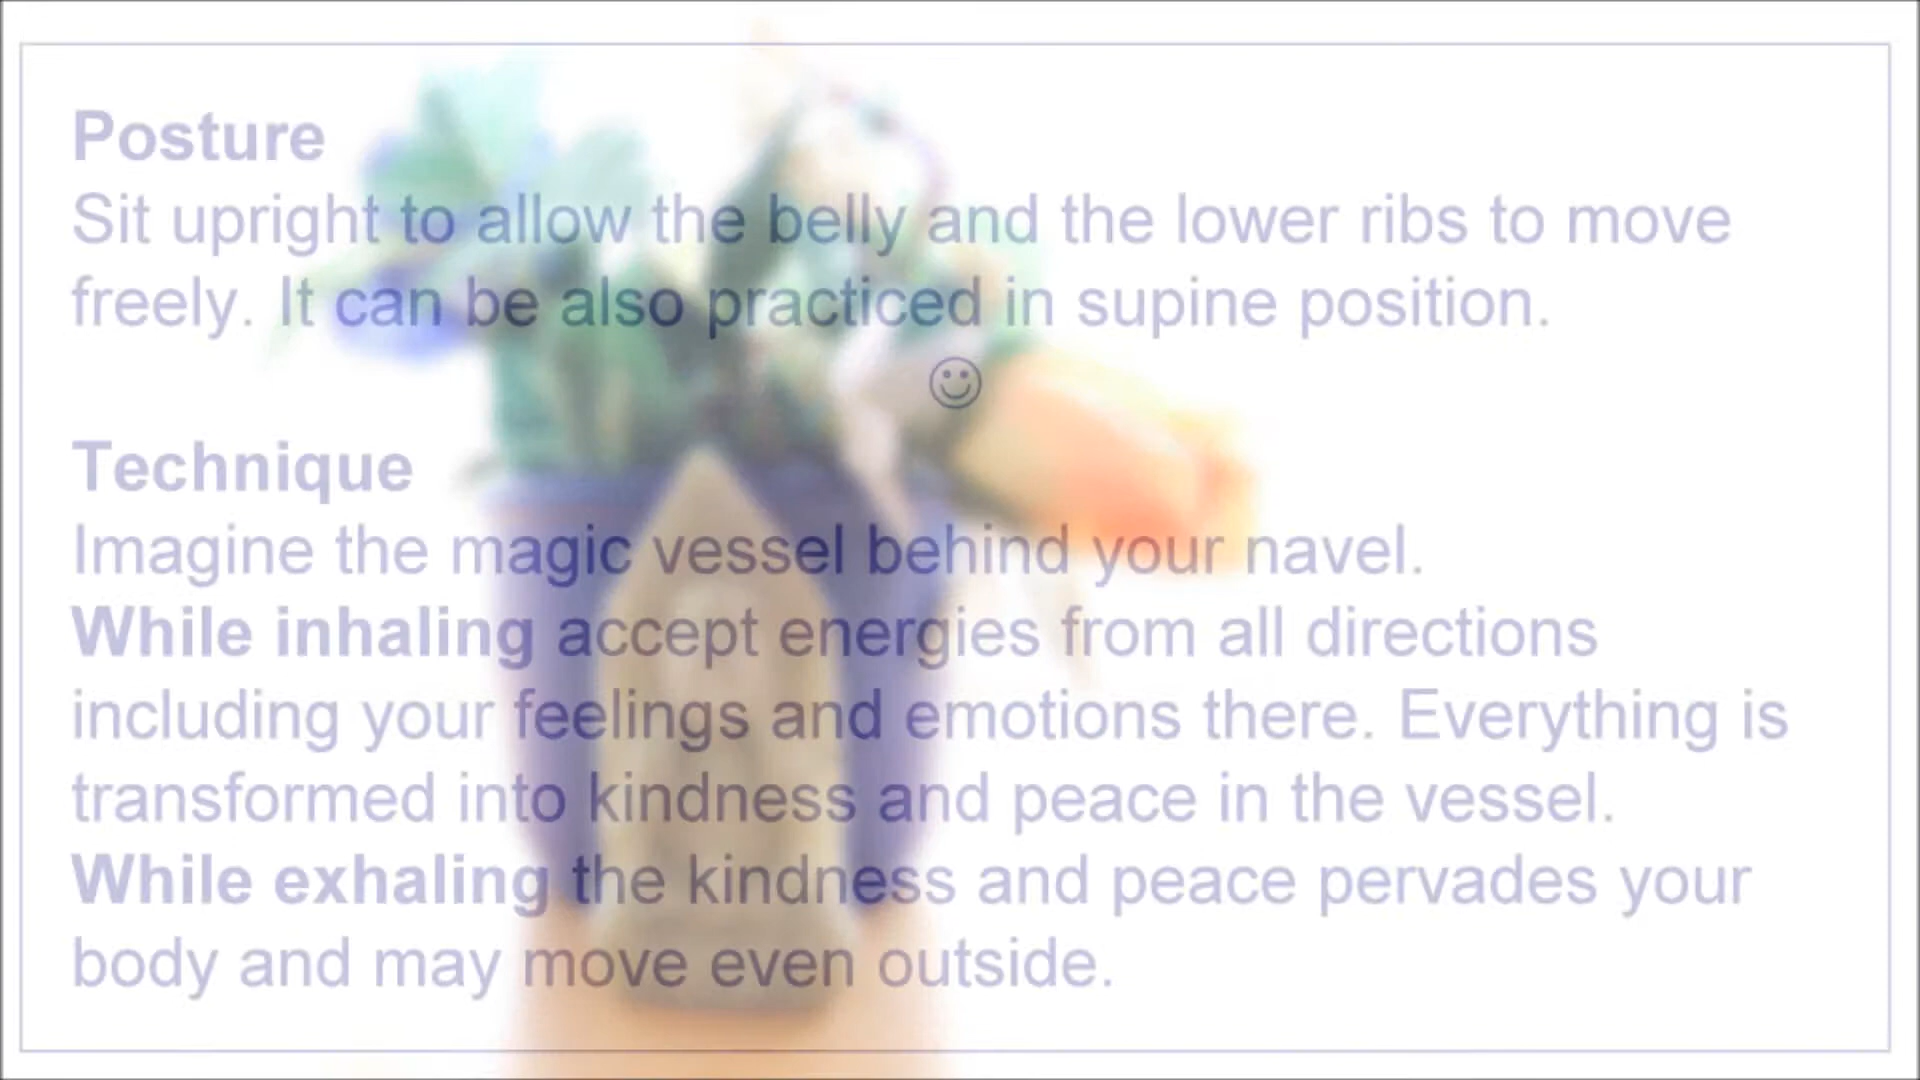 Posture
Sit upright to allow the belly and the lower ribs to move
freely. It can be also practiced in supine position.
☺
Technique
Imagine the magic vessel behind your navel.
While inhaling accept energies from all directions
including your feelings and emotions there. Everything is
transformed into kindness and peace in the vessel.
While exhaling the kindness and peace pervades your
body and may move even outside.